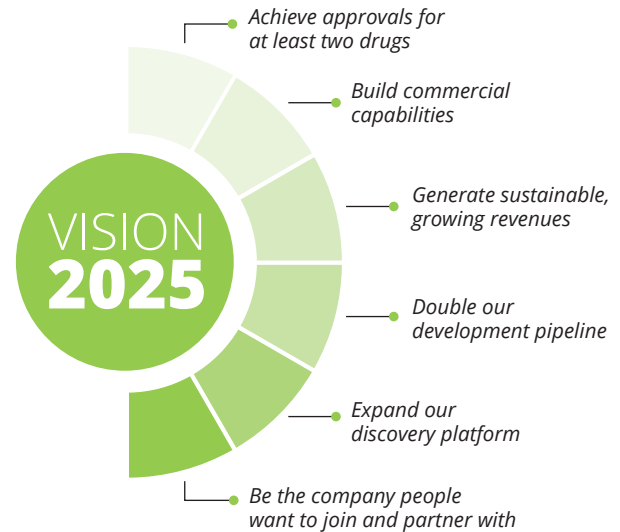 Achieve approvals for
at least two drugs
Build commercial
capabilities
Generate sustainable,
growing revenues
VISION
2025
Double our
development pipeline
Expand our
discovery platform
Be the company people
want to join and partner with